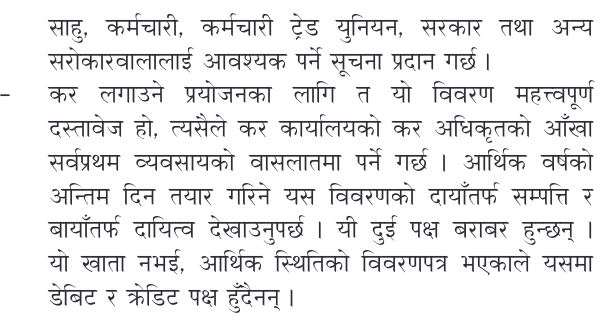 साहु, कर्मचारी, कर्मचारी ट्रेड युनियन, सरकार तथा अन्य
सरोकारवालालाई आवश्यक पर्ने सूचना प्रदान गर्छ ।
- कर लगाउने प्रयोजनका लागि त यो विवरण महत्त्वपूर्ण
दस्तावेज हो, त्यसैले कर कार्यालयको कर अधिकृतको आँखा
सर्वप्रथम व्यवसायको वासलातमा पर्ने गर्छ । आर्थिक वर्षको
अन्तिम दिन तयार गरिने यस विवरणको दायाँतर्फ सम्पत्ति र
बायाँतर्फ दायित्व देखाउनुपर्छ । यी दुई पक्ष बराबर हुन्छन् ।
यो खाता नभई, आर्थिक स्थितिको विवरणपत्र भएकाले यसमा
डेबिट र क्रेडिट पक्ष हुँदैनन् ।